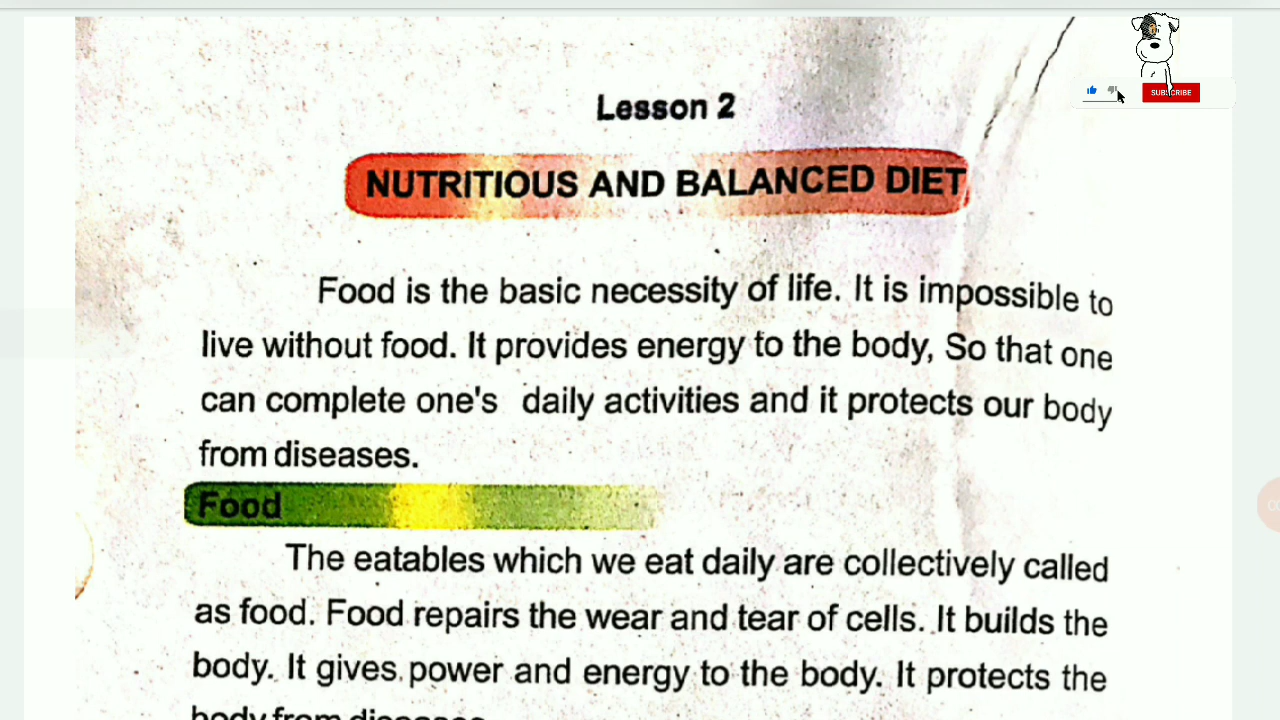 Lesson 2
SUBSCRIBE
NUTRITIOUS AND BALANCED DIET
Food is the basic necessity of life. It is impossible to
live without food. It provides energy to the body, So that one
can complete one's daily activities and it protects our body
from diseases.
Food
The eatables which we eat daily are collectively called
as food. Food repairs the wear and tear of cells. It builds the
body. It gives power and energy to the body. It protects the
body from diseases.